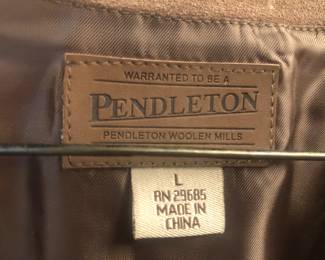 WARRANTED TO BE A
PENDLETON
PENDLETON WOOLEN MILLS
L
RN 29685
MADE IN
CHINA